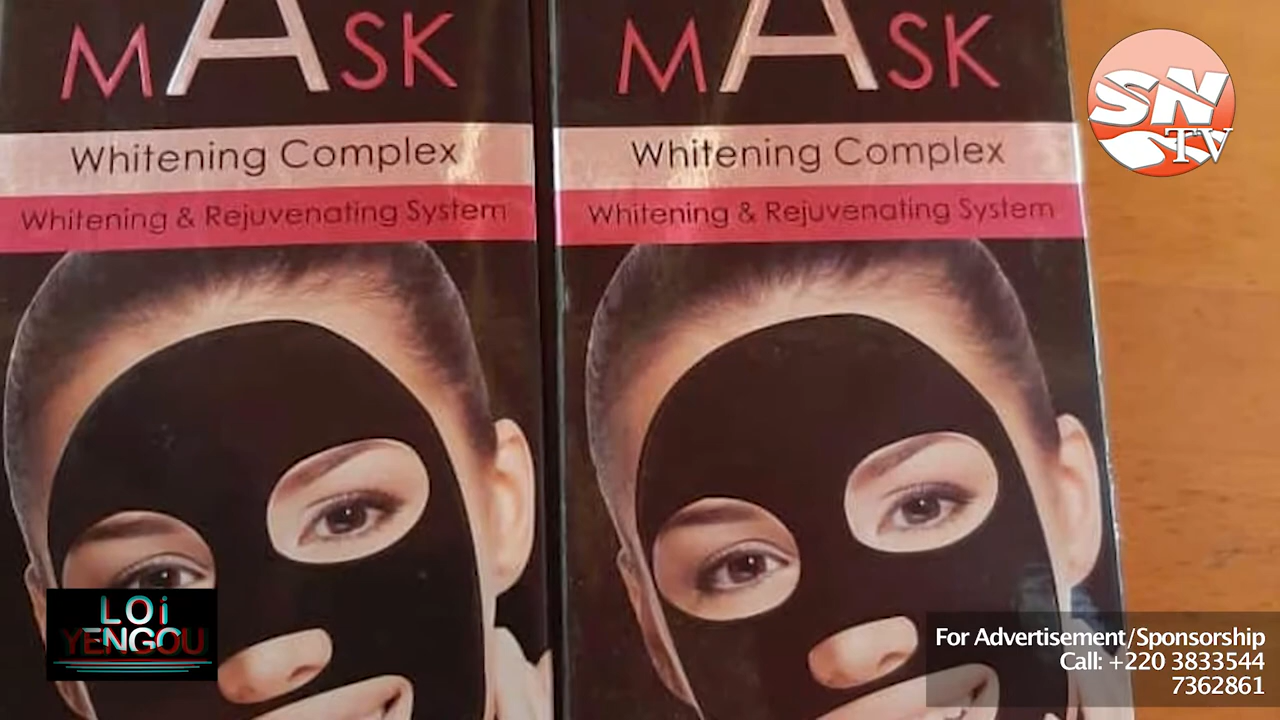 MASK
Whitening Complex
Whitening & Rejuvenating System
MASK
Whitening Complex
Whitening & Rejuvenating System
SN
TV
LOi
YENGOU
For Advertisement/Sponsorship
Call: +220 3833544
7362861